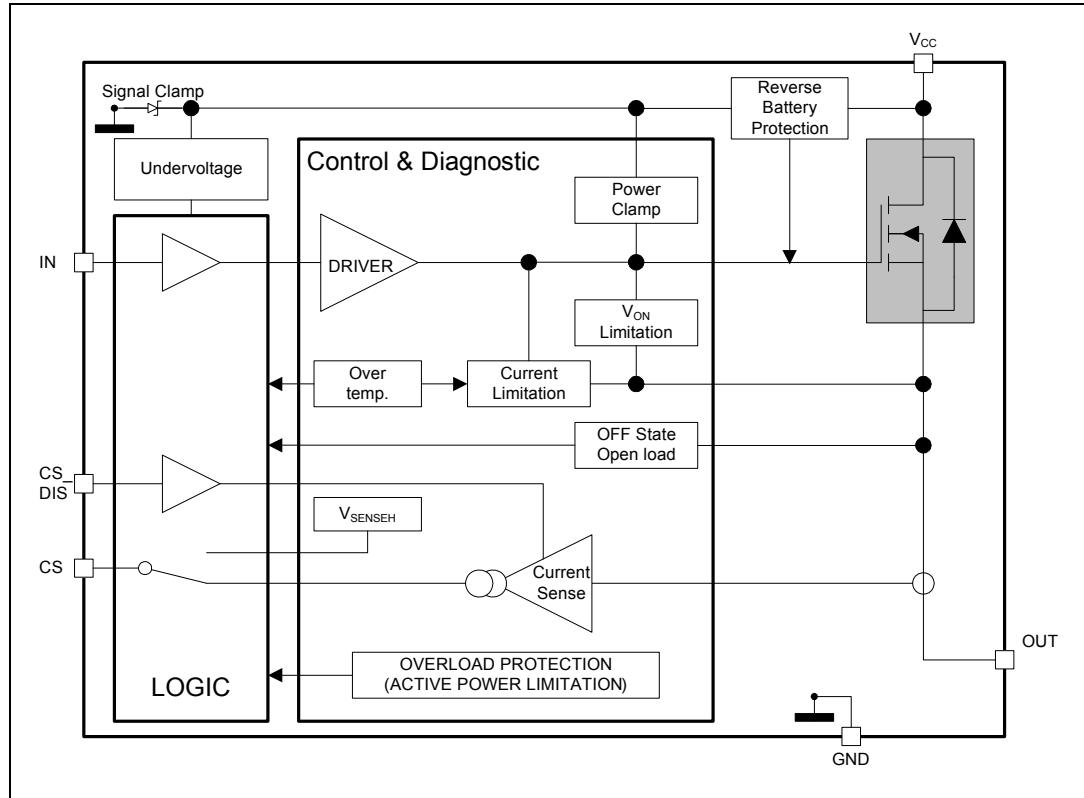 VCC
Signal Clamp
Reverse
Battery
Protection
Control & Diagnostic
Undervoltage
Power
Clamp
IN
DRIVER
VON
Limitation
Over
temp.
Current
Limitation
OFF State
Open load
CS_
DIS
VSENSEH
CS
Current
Sense
OUT
OVERLOAD PROTECTION
(ACTIVE POWER LIMITATION)
LOGIC
GND